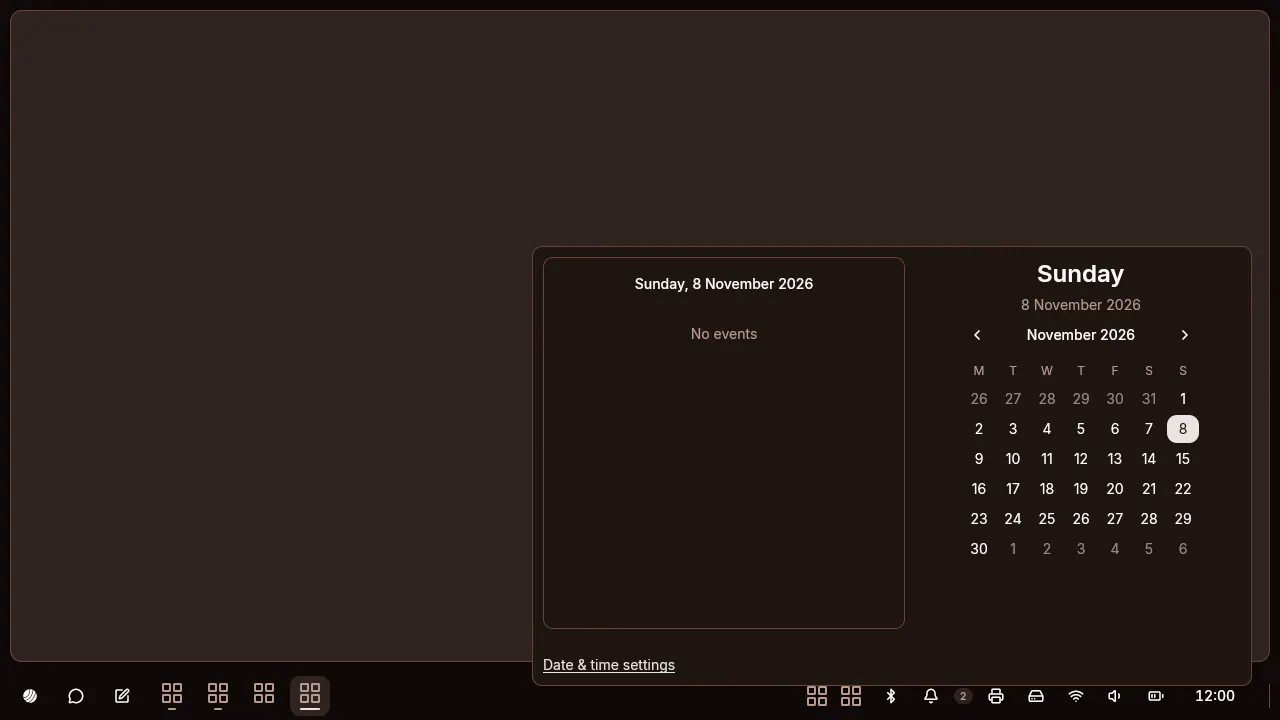 Sunday, 8 November 2026
No events
Date & time settings
Sunday
8 November 2026
November 2026
M T W T F S S
26 27 28 29 30 31 1
2 3 4 5 6 7 8
9 10 11 12 13 14 15
16 17 18 19 20 21 22
23 24 25 26 27 28 29
30 1 2 3 4 5 6
2
12:00